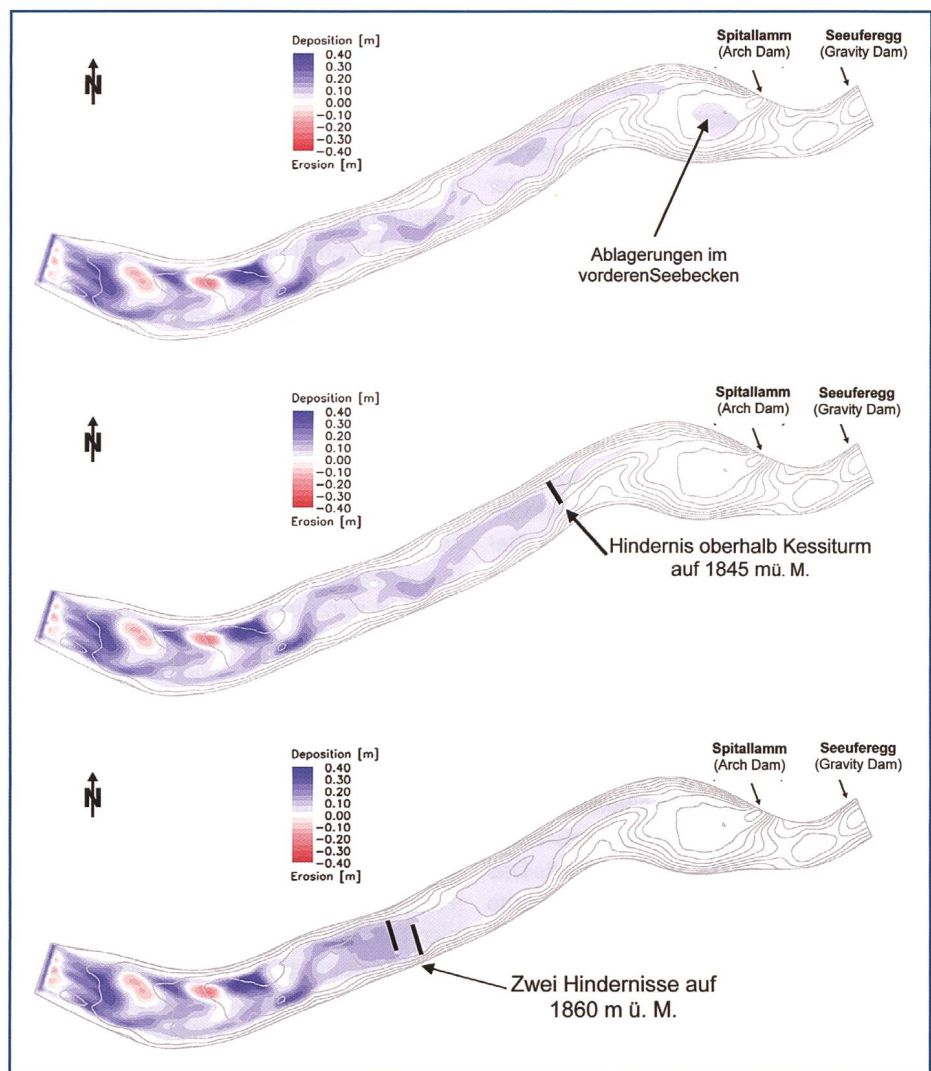 Deposition [m]
0.40
0.30
0.20
0.10
0.00
-0.10
-0.20
-0.30
-0.40
Erosion [m]
N
Spitallamm
(Arch Dam)
Seeuferegg
(Gravity Dam)
Ablagerungen im
vorderenSeebecken
Deposition [m]
0.40
0.30
0.20
0.10
0.00
-0.10
-0.20
-0.30
-0.40
Erosion [m]
N
Spitallamm
(Arch Dam)
Seeuferegg
(Gravity Dam)
Hindernis oberhalb Kessiturm
auf 1845 mü. M.
Deposition [m]
0.40
0.30
0.20
0.10
0.00
-0.10
-0.20
-0.30
-0.40
Erosion [m]
N
Spitallamm
(Arch Dam)
Seeuferegg
(Gravity Dam)
Zwei Hindernisse auf
1860 m ü. M.